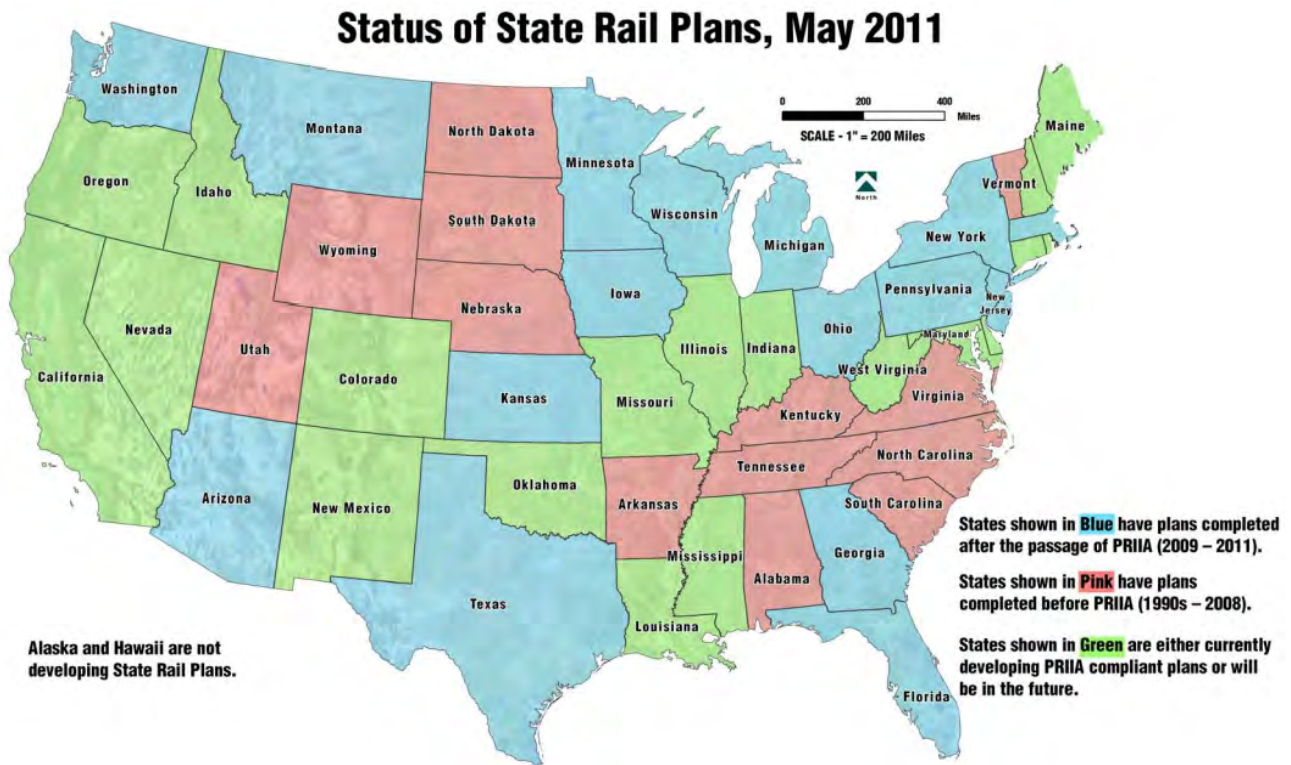 Status of State Rail Plans, May 2011
0 200 400 Miles
SCALE - 1" = 200 Miles
North
Washington
Montana
North Dakota
Minnesota
Maine
Oregon
Idaho
Wyoming
South Dakota
Wisconsin
Michigan
Vermont
New York
Nevada
Utah
Nebraska
Iowa
Pennsylvania
New
Jersey
California
Colorado
Kansas
Missouri
Illinois
Indiana
Ohio
Maryland
West Virginia
Virginia
Kentucky
Arizona
New Mexico
Oklahoma
Arkansas
Tennessee
North Carolina
South Carolina
Texas
Louisiana
Mississippi
Alabama
Georgia
Florida
States shown in Blue have plans completed
after the passage of PRIIA (2009 – 2011).
States shown in Pink have plans
completed before PRIIA (1990s – 2008).
States shown in Green are either currently
developing PRIIA compliant plans or will
be in the future.
Alaska and Hawaii are not
developing State Rail Plans.